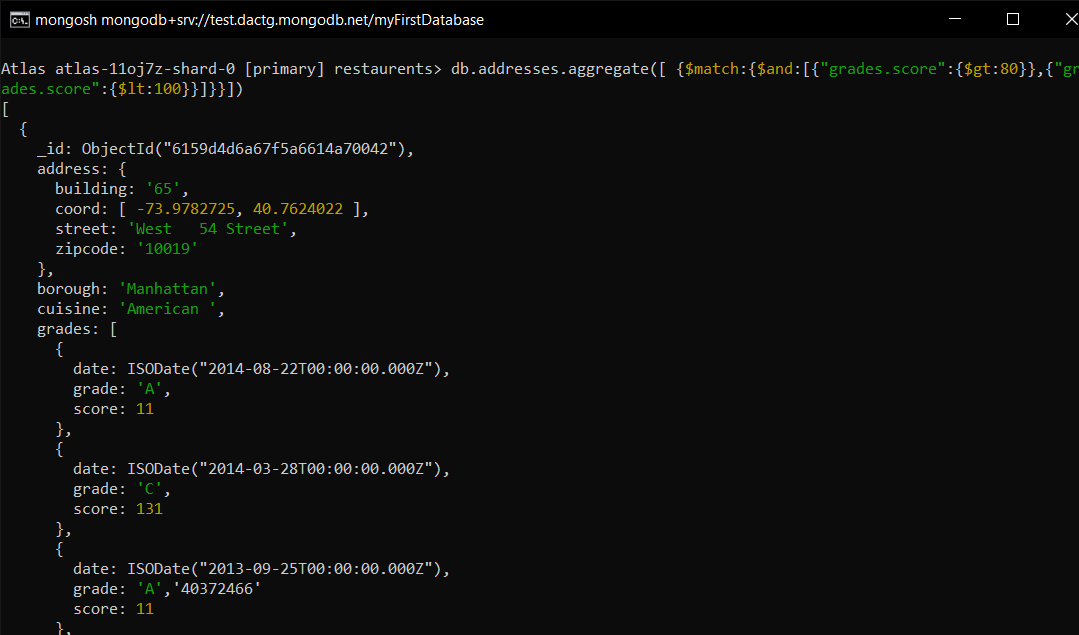 mongosh mongodb+srv://test.dactg.mongodb.net/myFirstDatabase
Atlas atlas-11oj7z-shard-0 [primary] restaurents> db.addresses.aggregate([ {$match:{$and:[{"grades.score":{$gt:80}},{"gr
ades.score":{$lt:100}}]}}])
[
  {
    _id: ObjectId("6159d4d6a67f5a6614a70042"),
    address: {
      building: '65',
      coord: [ -73.9782725, 40.7624022 ],
      street: 'West   54 Street',
      zipcode: '10019'
    },
    borough: 'Manhattan',
    cuisine: 'American ',
    grades: [
      {
        date: ISODate("2014-08-22T00:00:00.000Z"),
        grade: 'A',
        score: 11
      },
      {
        date: ISODate("2014-03-28T00:00:00.000Z"),
        grade: 'C',
        score: 131
      },
      {
        date: ISODate("2013-09-25T00:00:00.000Z"),
        grade: 'A','40372466'
        score: 11
      },